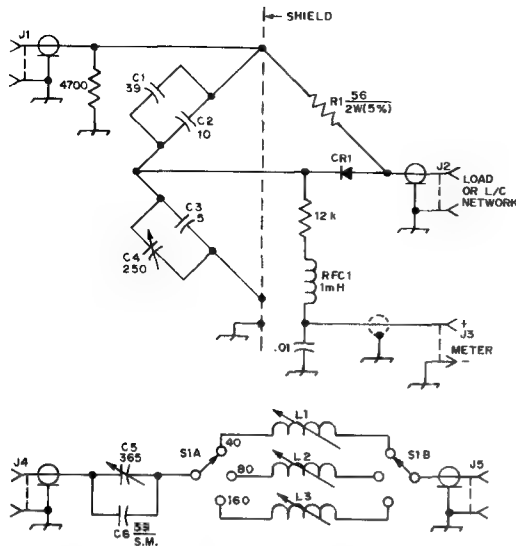 SHIELD
J1
4700
C1
39
C2
10
R1 56
2W(5%)
CR1
J2
LOAD
OR L/C
NETWORK
C3
5
C4
250
12 k
RFC1
1mH
.01
+
J3
METER
-
J4
C5
365
C6 39
S.M.
S1A
40
80
160
L1
L2
L3
S1B
J5